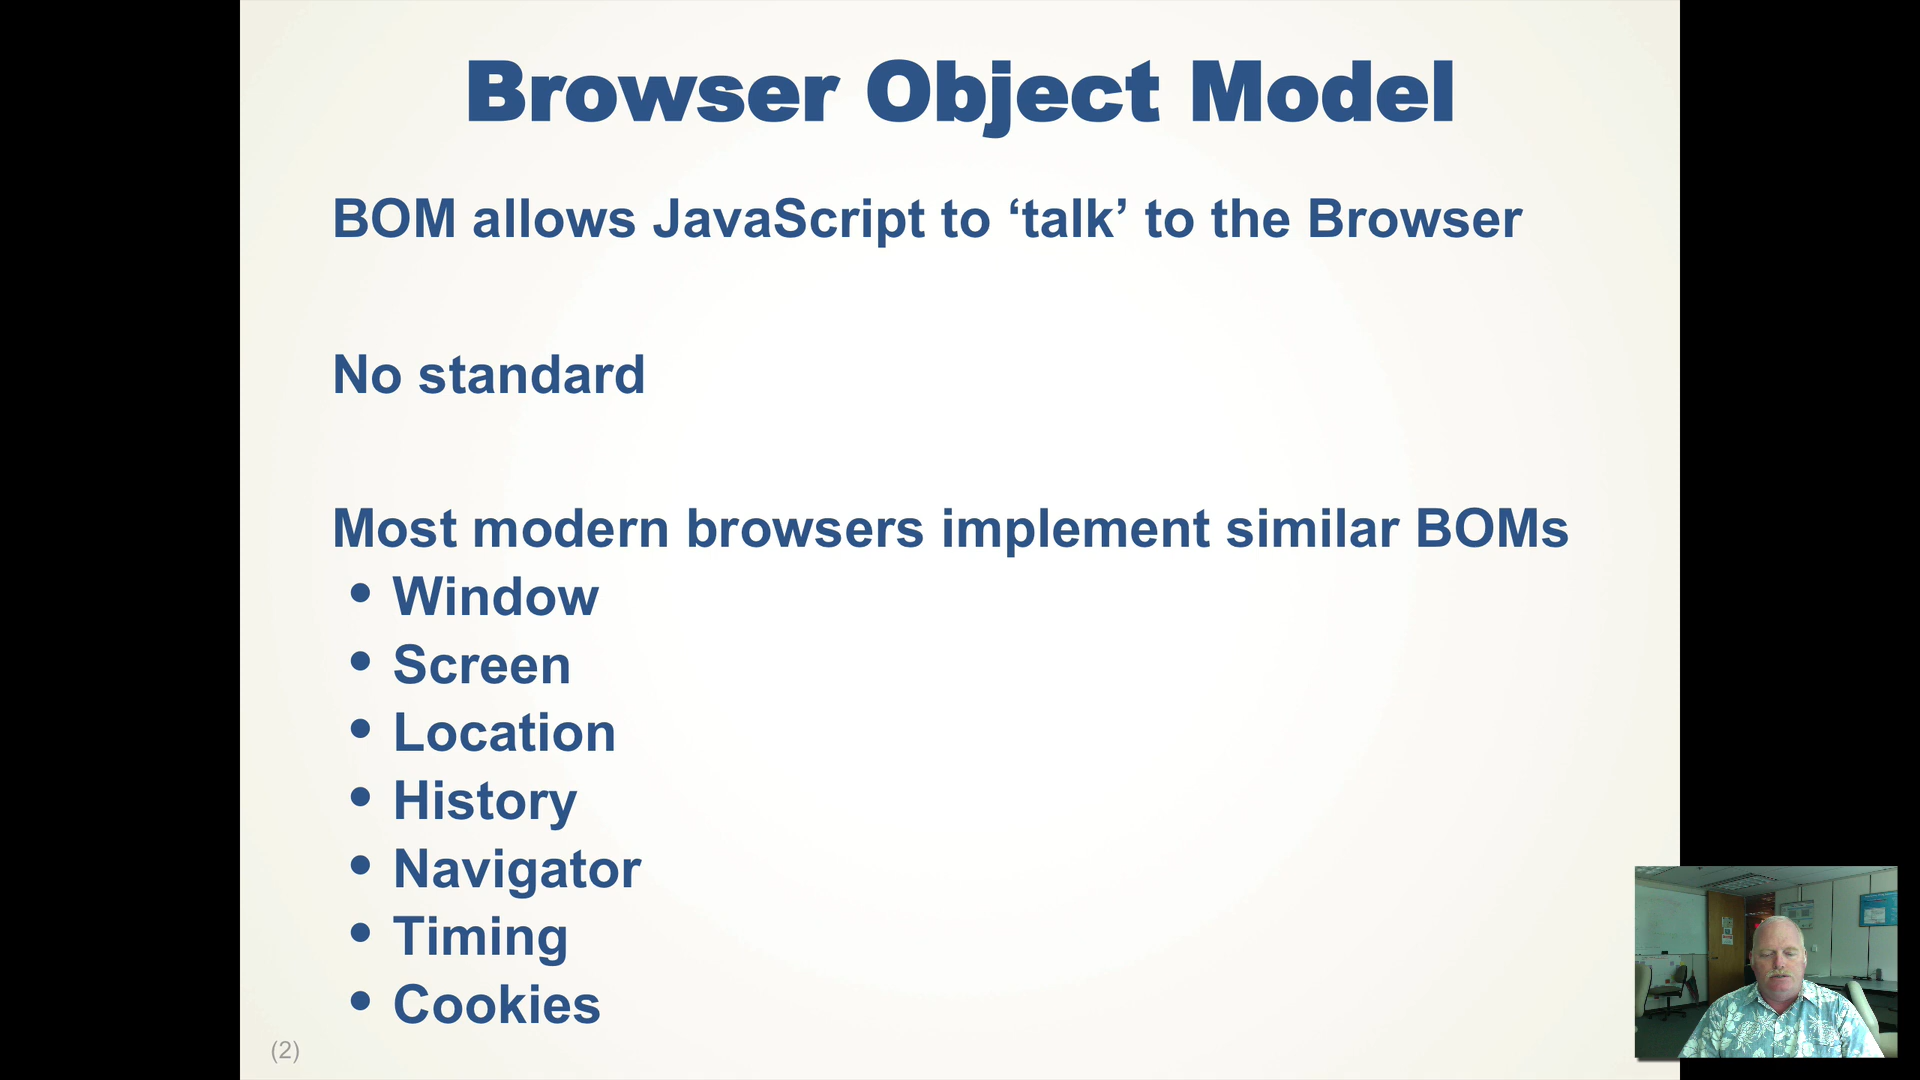 Browser Object Model
BOM allows JavaScript to ‘talk’ to the Browser
No standard
Most modern browsers implement similar BOMs
• Window
• Screen
• Location
• History
• Navigator
• Timing
• Cookies
(2)